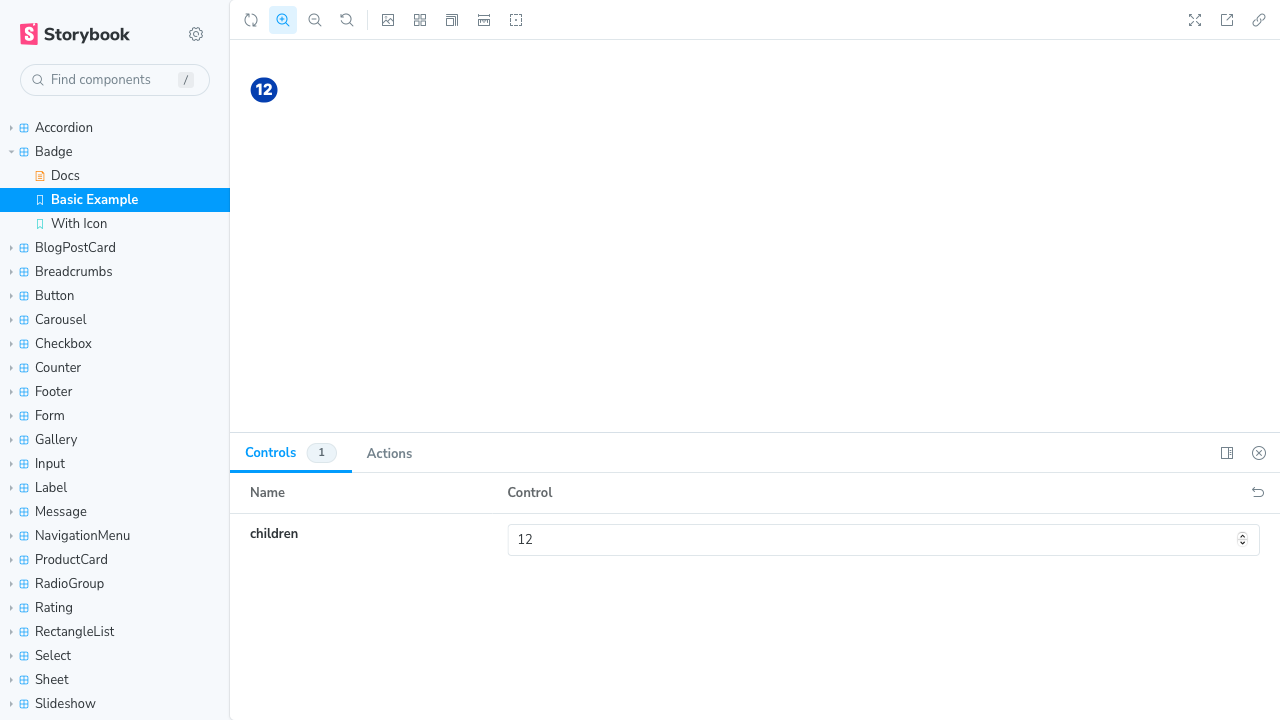 Storybook
Find components
/
Accordion
Badge
Docs
Basic Example
With Icon
BlogPostCard
Breadcrumbs
Button
Carousel
Checkbox
Counter
Footer
Form
Gallery
Input
Label
Message
NavigationMenu
ProductCard
RadioGroup
Rating
RectangleList
Select
Sheet
Slideshow
12
Controls 1 Actions
Name Control
children 12